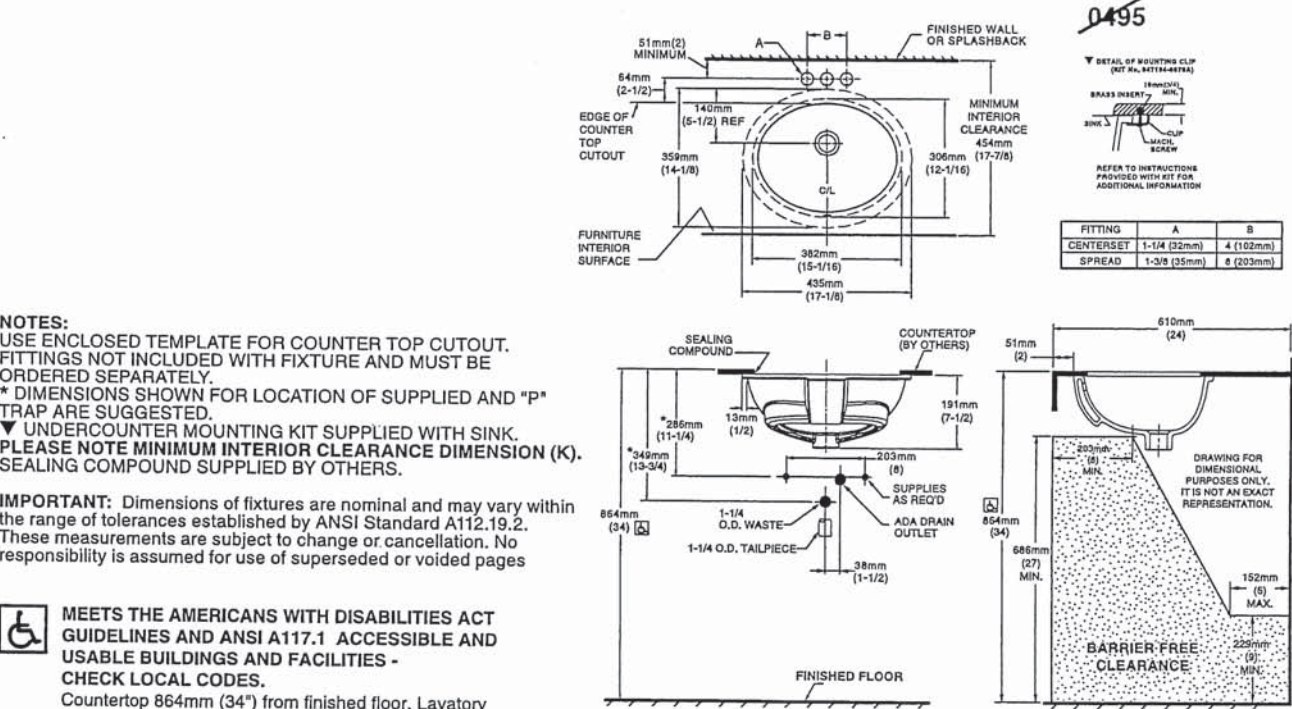 0495
FINISHED WALL
OR SPLASHBACK
51mm(2)
MINIMUM
A
B
64mm
(2-1/2)
140mm
(5-1/2) REF
EDGE OF
COUNTER
TOP
CUTOUT
359mm
(14-1/8)
MINIMUM
INTERIOR
CLEARANCE
454mm
(17-7/8)
306mm
(12-1/16)
C/L
FURNITURE
INTERIOR
SURFACE
382mm
(15-1/16)
435mm
(17-1/8)
▼ DETAIL OF MOUNTING CLIP
BRASS INSERT
MIN.
SINK
CLIP
MACH.
SCREW
REFER TO INSTRUCTIONS
PROVIDED WITH KIT FOR
ADDITIONAL INFORMATION
FITTING A B
CENTERSET 1-1/4 (32mm) 4 (102mm)
SPREAD 1-3/8 (35mm) 8 (203mm)
NOTES:
USE ENCLOSED TEMPLATE FOR COUNTER TOP CUTOUT.
FITTINGS NOT INCLUDED WITH FIXTURE AND MUST BE
ORDERED SEPARATELY.
* DIMENSIONS SHOWN FOR LOCATION OF SUPPLIED AND "P"
TRAP ARE SUGGESTED.
▼ UNDERCOUNTER MOUNTING KIT SUPPLIED WITH SINK.
PLEASE NOTE MINIMUM INTERIOR CLEARANCE DIMENSION (K).
SEALING COMPOUND SUPPLIED BY OTHERS.
IMPORTANT: Dimensions of fixtures are nominal and may vary within
the range of tolerances established by ANSI Standard A112.19.2.
These measurements are subject to change or cancellation. No
responsibility is assumed for use of superseded or voided pages
MEETS THE AMERICANS WITH DISABILITIES ACT
GUIDELINES AND ANSI A117.1 ACCESSIBLE AND
USABLE BUILDINGS AND FACILITIES -
CHECK LOCAL CODES.
Countertop 864mm (34") from finished floor. Lavatory
SEALING
COMPOUND
COUNTERTOP
(BY OTHERS)
13mm
(1/2)
191mm
(7-1/2)
*286mm
(11-1/4)
*349mm
(13-3/4)
203mm
(8)
SUPPLIES
AS REQ'D
864mm
(34)
1-1/4
O.D. WASTE
ADA DRAIN
OUTLET
1-1/4 O.D. TAILPIECE
38mm
(1-1/2)
FINISHED FLOOR
610mm
(24)
51mm
(2)
203mm
(8)
MIN.
DRAWING FOR
DIMENSIONAL
PURPOSES ONLY.
IT IS NOT AN EXACT
REPRESENTATION.
864mm
(34)
686mm
(27)
MIN.
152mm
(6)
MAX.
BARRIER FREE
CLEARANCE
229mm
(9)
MIN.